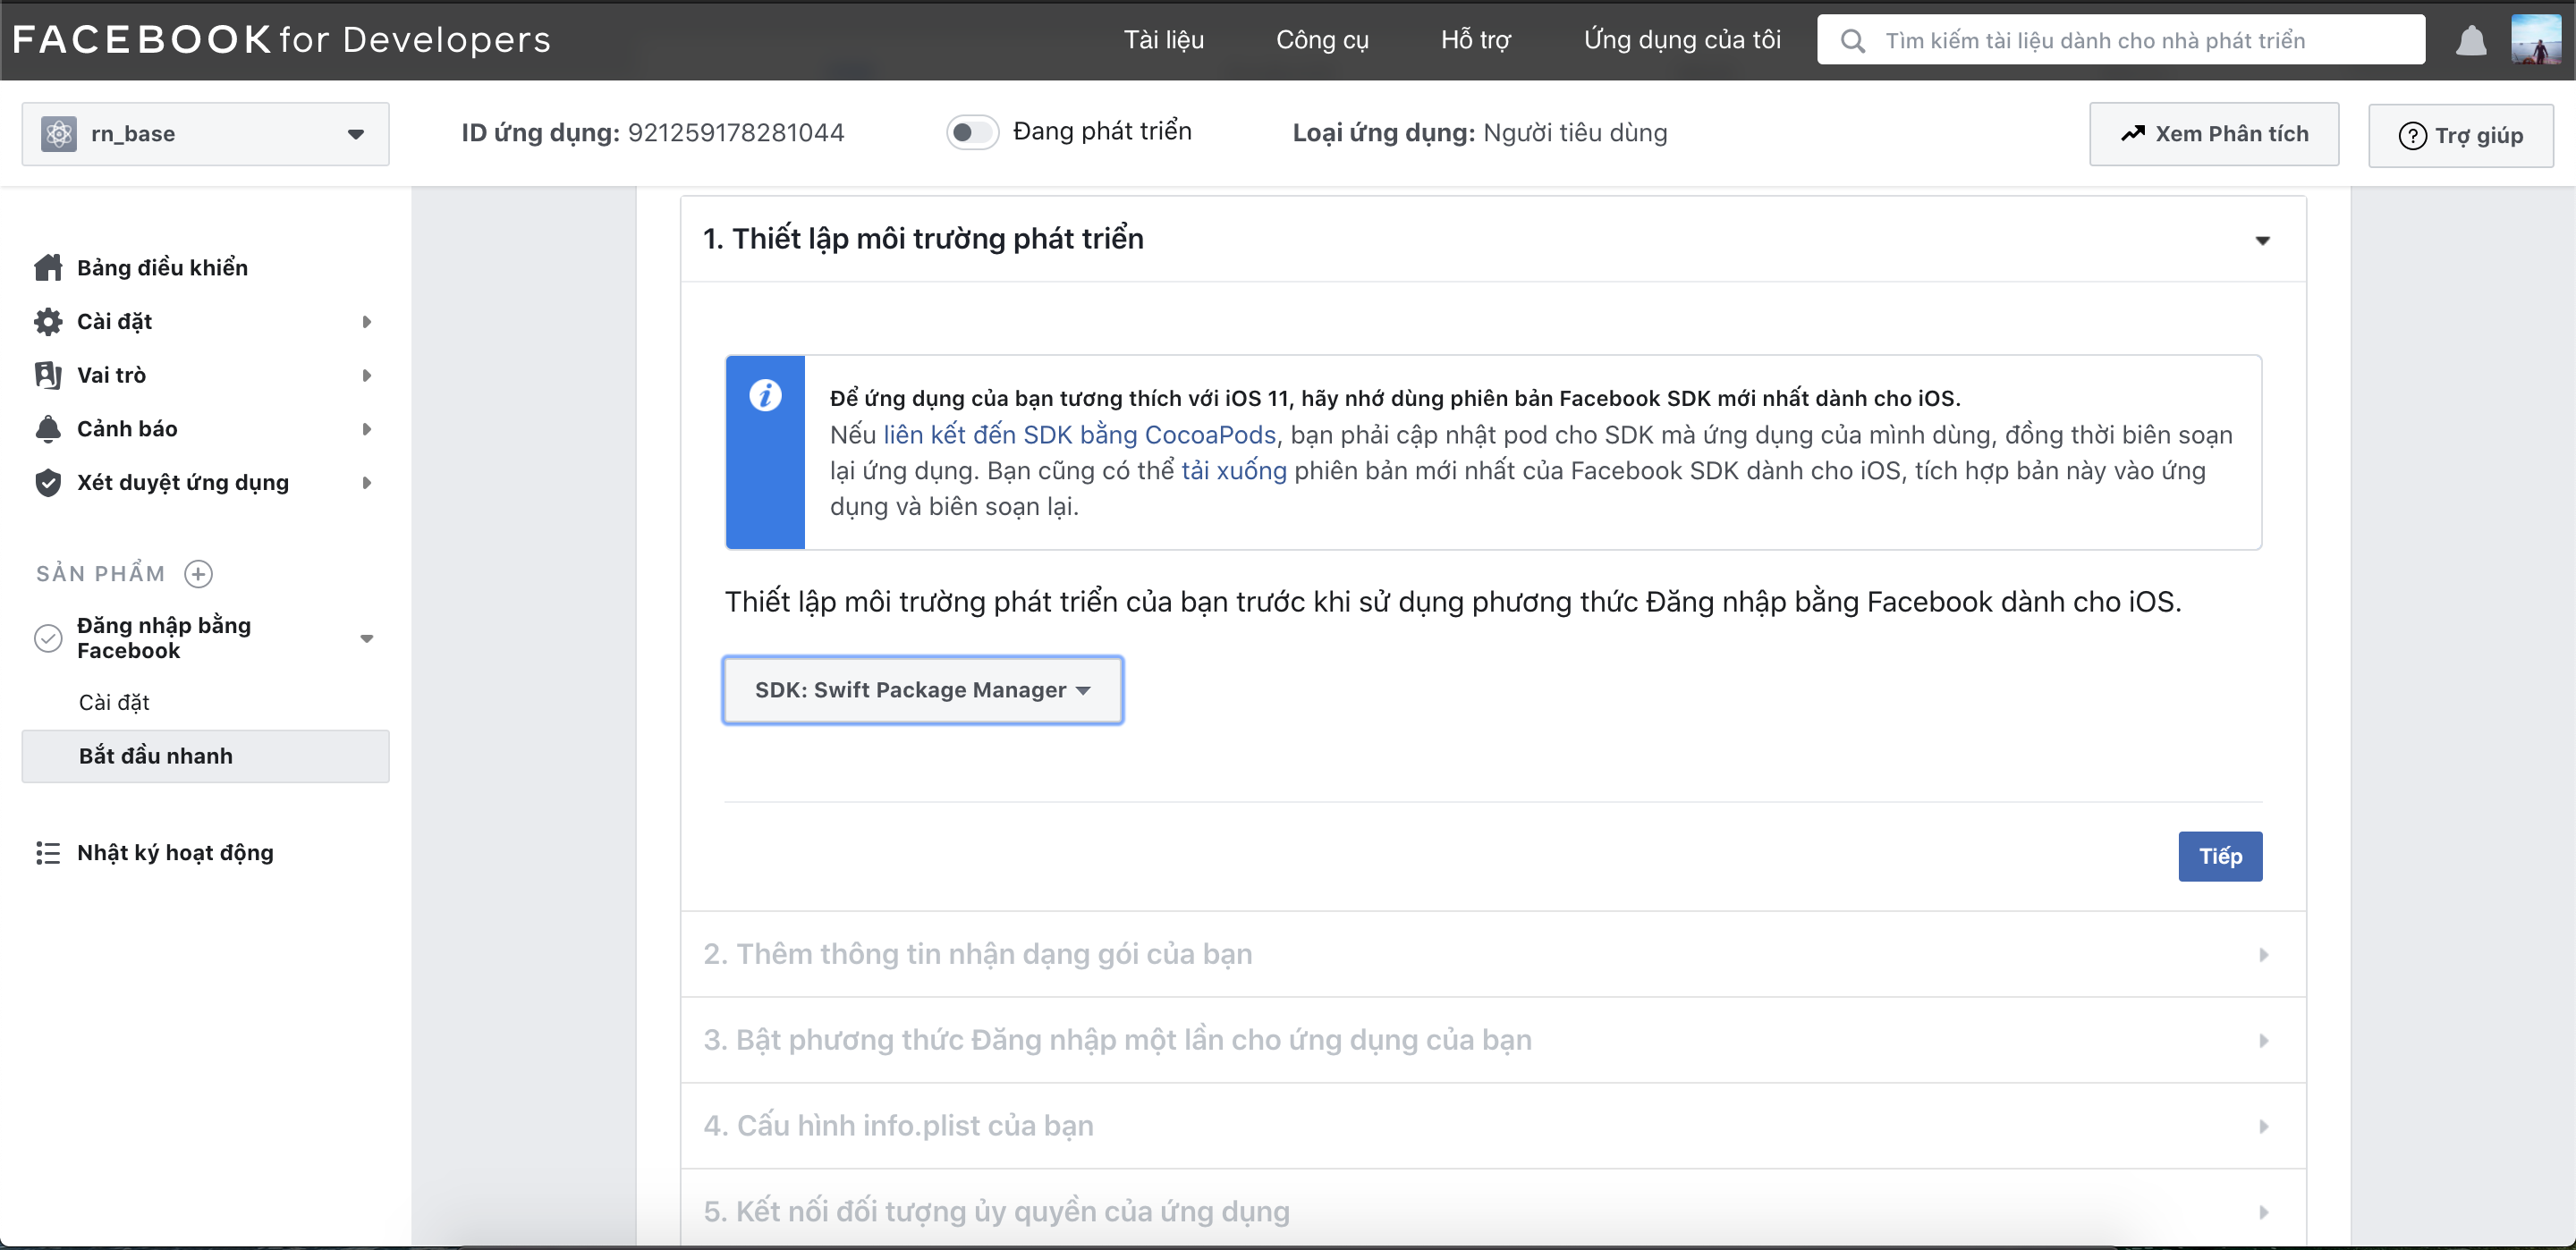 FACEBOOK for Developers
Tài liệu
Công cụ
Hỗ trợ
Ứng dụng của tôi
Tìm kiếm tài liệu dành cho nhà phát triển
rn_base
ID ứng dụng: 921259178281044
Đang phát triển
Loại ứng dụng: Người tiêu dùng
Xem Phân tích
Trợ giúp
Bảng điều khiển
Cài đặt
Vai trò
Cảnh báo
Xét duyệt ứng dụng
SẢN PHẨM
Đăng nhập bằng
Facebook
Cài đặt
Bắt đầu nhanh
Nhật ký hoạt động
1. Thiết lập môi trường phát triển
Để ứng dụng của bạn tương thích với iOS 11, hãy nhớ dùng phiên bản Facebook SDK mới nhất dành cho iOS.
Nếu liên kết đến SDK bằng CocoaPods, bạn phải cập nhật pod cho SDK mà ứng dụng của mình dùng, đồng thời biên soạn
lại ứng dụng. Bạn cũng có thể tải xuống phiên bản mới nhất của Facebook SDK dành cho iOS, tích hợp bản này vào ứng
dụng và biên soạn lại.
Thiết lập môi trường phát triển của bạn trước khi sử dụng phương thức Đăng nhập bằng Facebook dành cho iOS.
SDK: Swift Package Manager
Tiếp
2. Thêm thông tin nhận dạng gói của bạn
3. Bật phương thức Đăng nhập một lần cho ứng dụng của bạn
4. Cấu hình info.plist của bạn
5. Kết nối đối tượng ủy quyền của ứng dụng